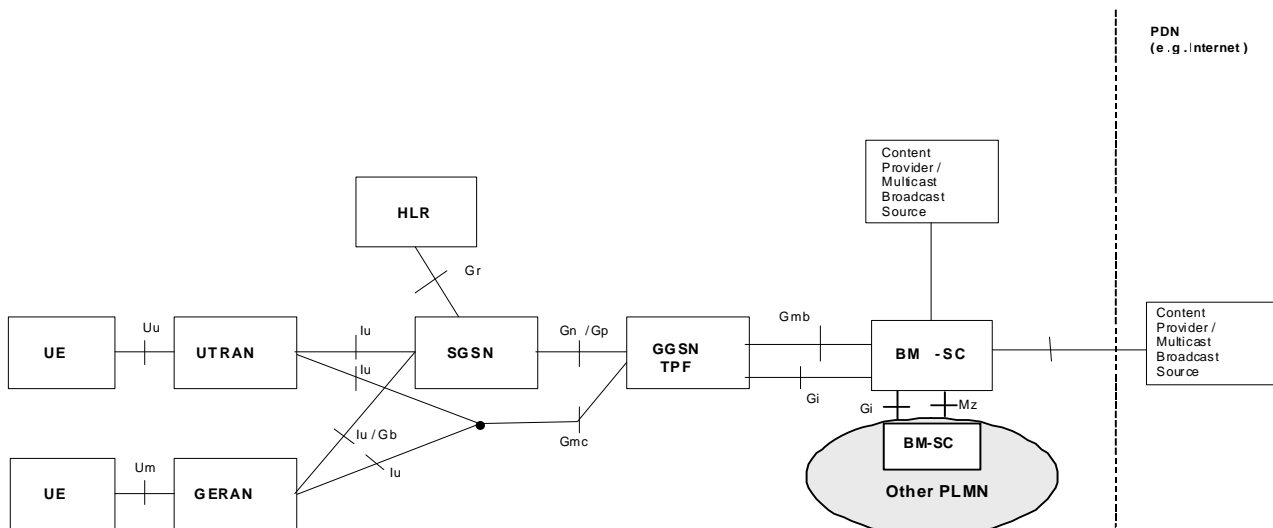 PDN
(e.g.Internet)
Content
Provider /
Multicast
Broadcast
Source
HLR
Gr
UE
Uu
UTRAN
Iu
Iu
SGSN
Gn /Gp
GGSN
TPF
Gmb
Gi
BM -SC
Content
Provider /
Multicast
Broadcast
Source
Gi
Mz
Iu/Gb
Gmc
Iu
BM-SC
Other PLMN
UE
Um
GERAN